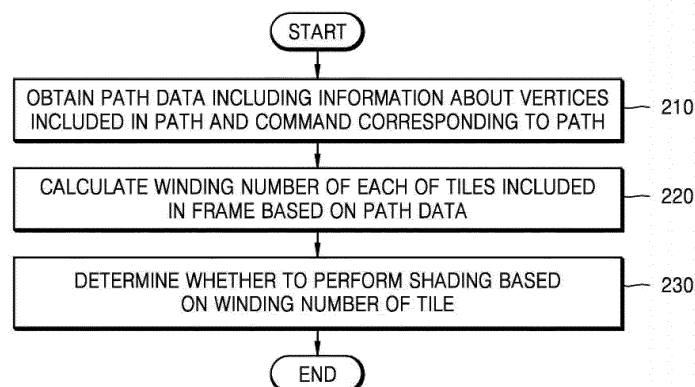 START
OBTAIN PATH DATA INCLUDING INFORMATION ABOUT VERTICES
INCLUDED IN PATH AND COMMAND CORRESPONDING TO PATH
210
CALCULATE WINDING NUMBER OF EACH OF TILES INCLUDED
IN FRAME BASED ON PATH DATA
220
DETERMINE WHETHER TO PERFORM SHADING BASED
ON WINDING NUMBER OF TILE
230
END